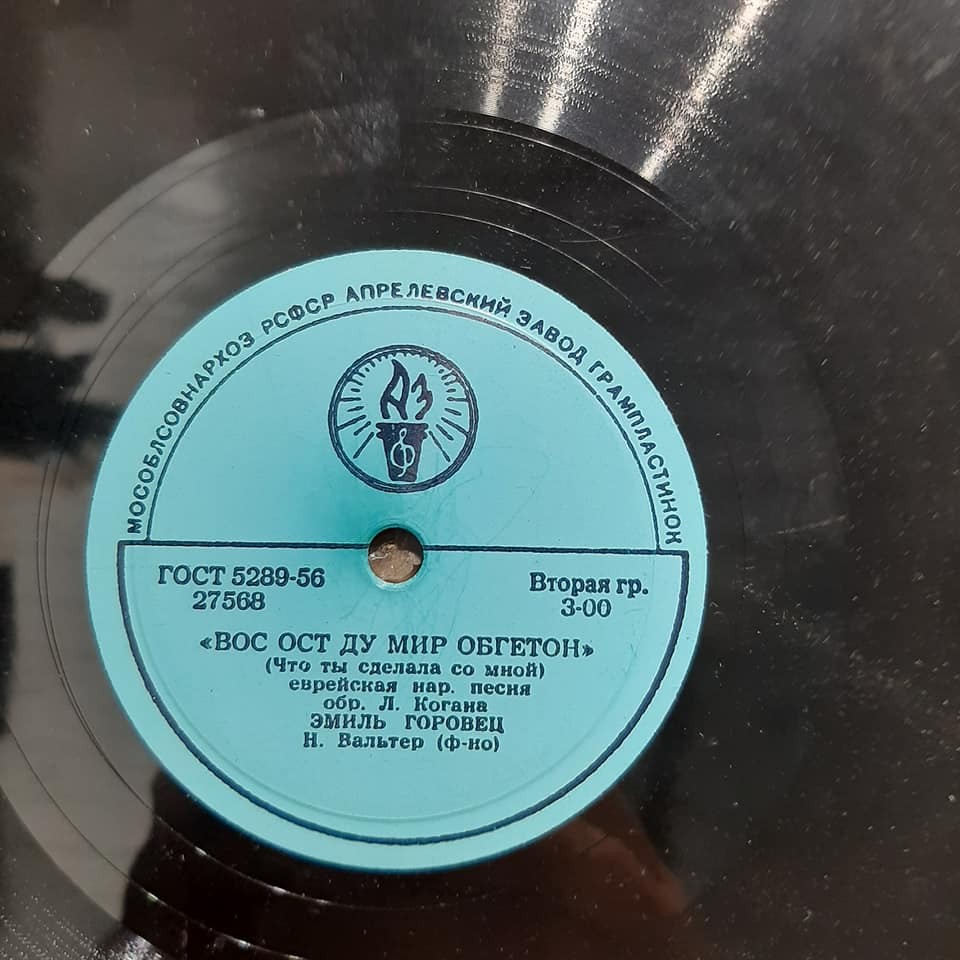 МОСОБЛСОВНАРХОЗ РСФСР АПРЕЛЕВСКИЙ ЗАВОД ГРАМПЛАСТИНОК
АЗ
ГОСТ 5289-56
27568
Вторая гр.
3-00
«ВОС ОСТ ДУ МИР ОБГЕТОН»
(Что ты сделала со мной)
еврейская нар. песня
обр. Л. Когана
ЭМИЛЬ ГОРОВЕЦ
Н. Вальтер (ф-но)